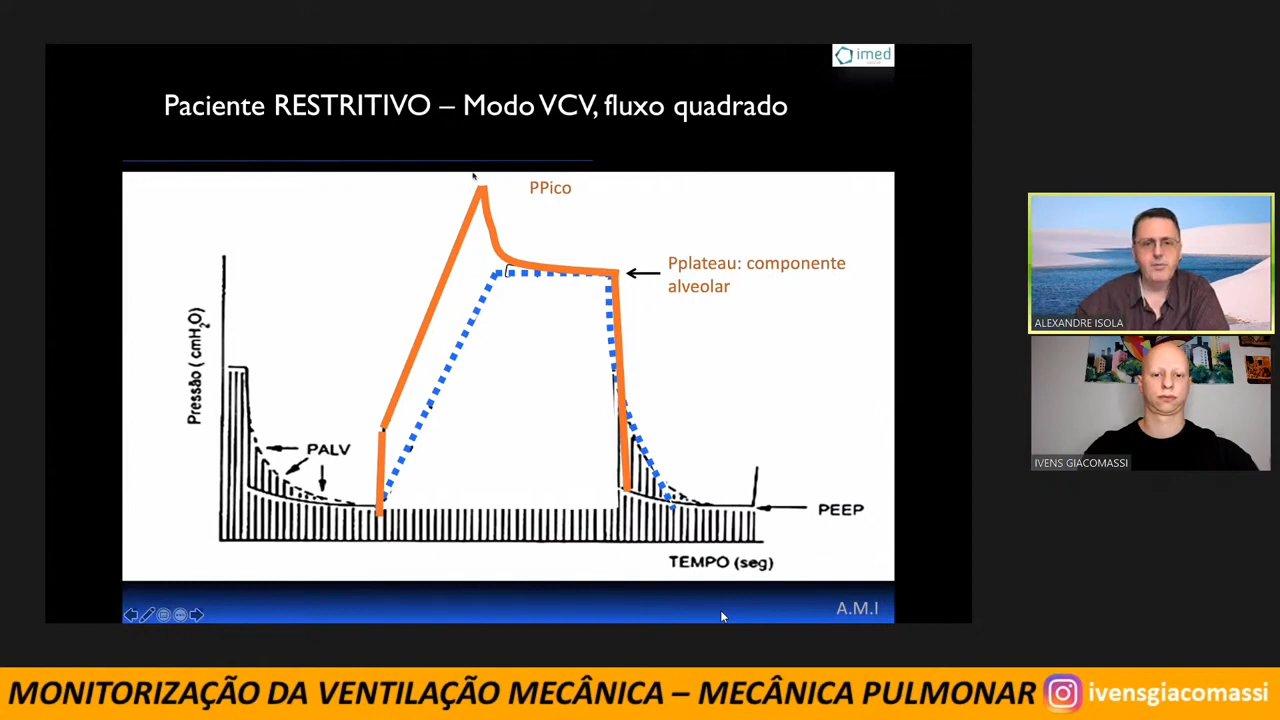 imed
Paciente RESTRITIVO – Modo VCV, fluxo quadrado
PPico
Pplateau: componente
alveolar
Pressão ( cmH₂O)
PALV
PEEP
TEMPO (seg)
A.M.I
ALEXANDRE ISOLA
IVENS GIACOMASSI
MONITORIZAÇÃO DA VENTILAÇÃO MECÂNICA – MECÂNICA PULMONAR
ivensgiacomassi